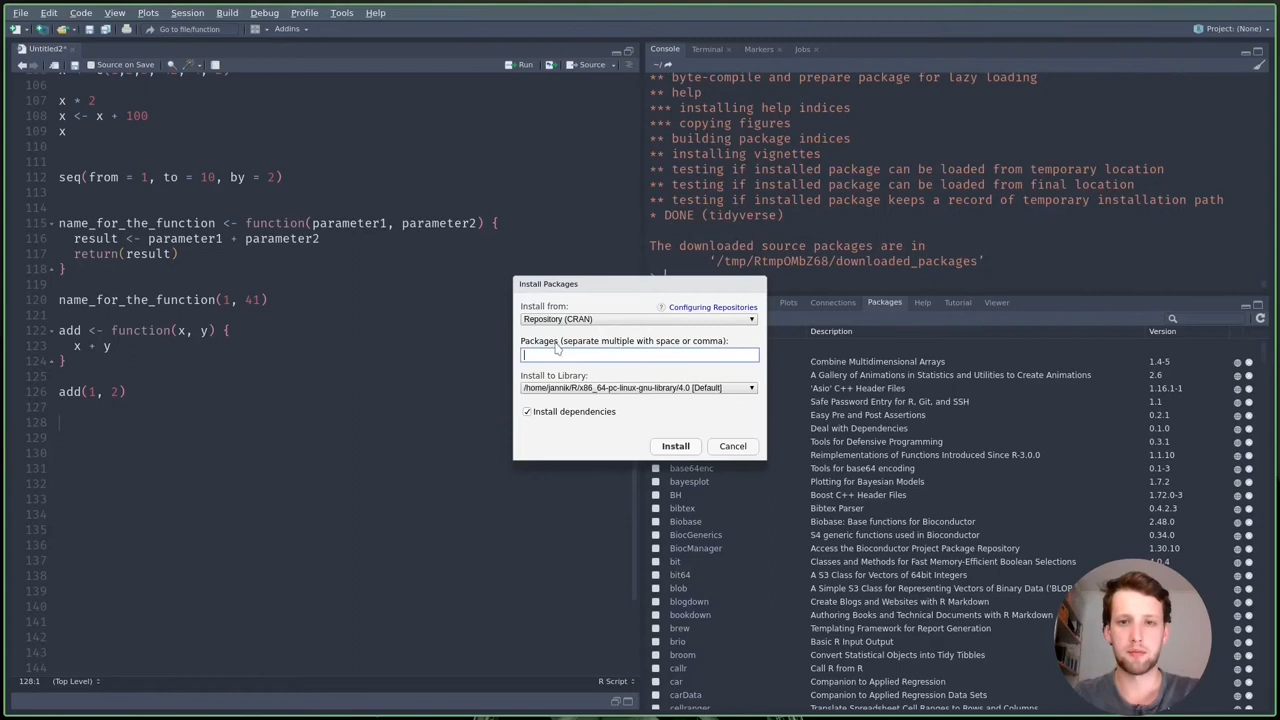 File Edit Code View Plots Session Build Debug Profile Tools Help
Go to file/function
Addins
Project: (None)
Untitled2*
Source on Save
Run
Source
106
107 x * 2
108 x <- x + 100
109 x
110
111
112 seq(from = 1, to = 10, by = 2)
113
114
115 name_for_the_function <- function(parameter1, parameter2) {
116 result <- parameter1 + parameter2
117 return(result)
118 }
119
120 name_for_the_function(1, 41)
121
122 add <- function(x, y) {
123 x + y
124 }
125
126 add(1, 2)
127
128
129
130
131
132
133
134
135
136
137
138
139
140
141
142
143
144
128:1 (Top Level)
R Script
Console Terminal Markers Jobs
~/
** byte-compile and prepare package for lazy loading
** help
*** installing help indices
*** copying figures
** building package indices
** installing vignettes
** testing if installed package can be loaded from temporary location
** testing if installed package can be loaded from final location
** testing if installed package keeps a record of temporary installation path
* DONE (tidyverse)
The downloaded source packages are in
‘/tmp/RtmpOMbZ68/downloaded_packages’
>
Install Packages
Install from:
? Configuring Repositories
Repository (CRAN)
Packages (separate multiple with space or comma):
Install to Library:
/home/jannik/R/x86_64-pc-linux-gnu-library/4.0 [Default]
Install dependencies
Install
Cancel
Plots Connections Packages Help Tutorial Viewer
Description Version
Combine Multidimensional Arrays 1.4-5
A Gallery of Animations in Statistics and Utilities to Create Animations 2.6
'Asio' C++ Header Files 1.16.1-1
Safe Password Entry for R, Git, and SSH 1.1
Easy Pre and Post Assertions 0.2.1
Deal with Dependencies 0.1.0
Tools for Defensive Programming 0.3.1
Reimplementations of Functions Introduced Since R-3.0.0 1.1.10
base64enc Tools for base64 encoding 0.1-3
bayesplot Plotting for Bayesian Models 1.7.2
BH Boost C++ Header Files 1.72.0-3
bibtex Bibtex Parser 0.4.2.3
Biobase Biobase: Base functions for Bioconductor 2.48.0
BiocGenerics S4 generic functions used in Bioconductor 0.34.0
BiocManager Access the Bioconductor Project Package Repository 1.30.10
bit Classes and Methods for Fast Memory-Efficient Boolean Selections
bit64 A S3 Class for Vectors of 64bit Integers
blob A Simple S3 Class for Representing Vectors of Binary Data ('BLOB
blogdown Create Blogs and Websites with R Markdown
bookdown Authoring Books and Technical Documents with R Markdown
brew Templating Framework for Report Generation
brio Basic R Input Output
broom Convert Statistical Objects into Tidy Tibbles
callr Call R from R
car Companion to Applied Regression
carData Companion to Applied Regression Data Sets
cellranger Translate Spreadsheet Cell Ranges to Rows and Columns